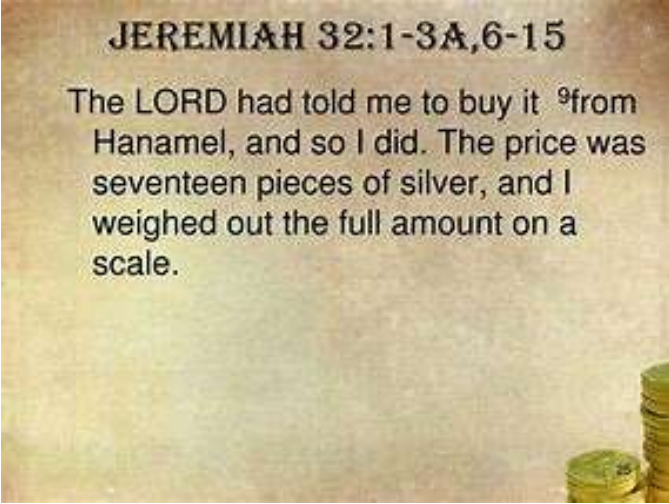 JEREMIAH 32:1-3A,6-15
The LORD had told me to buy it ⁹from
Hanamel, and so I did. The price was
seventeen pieces of silver, and I
weighed out the full amount on a
scale.